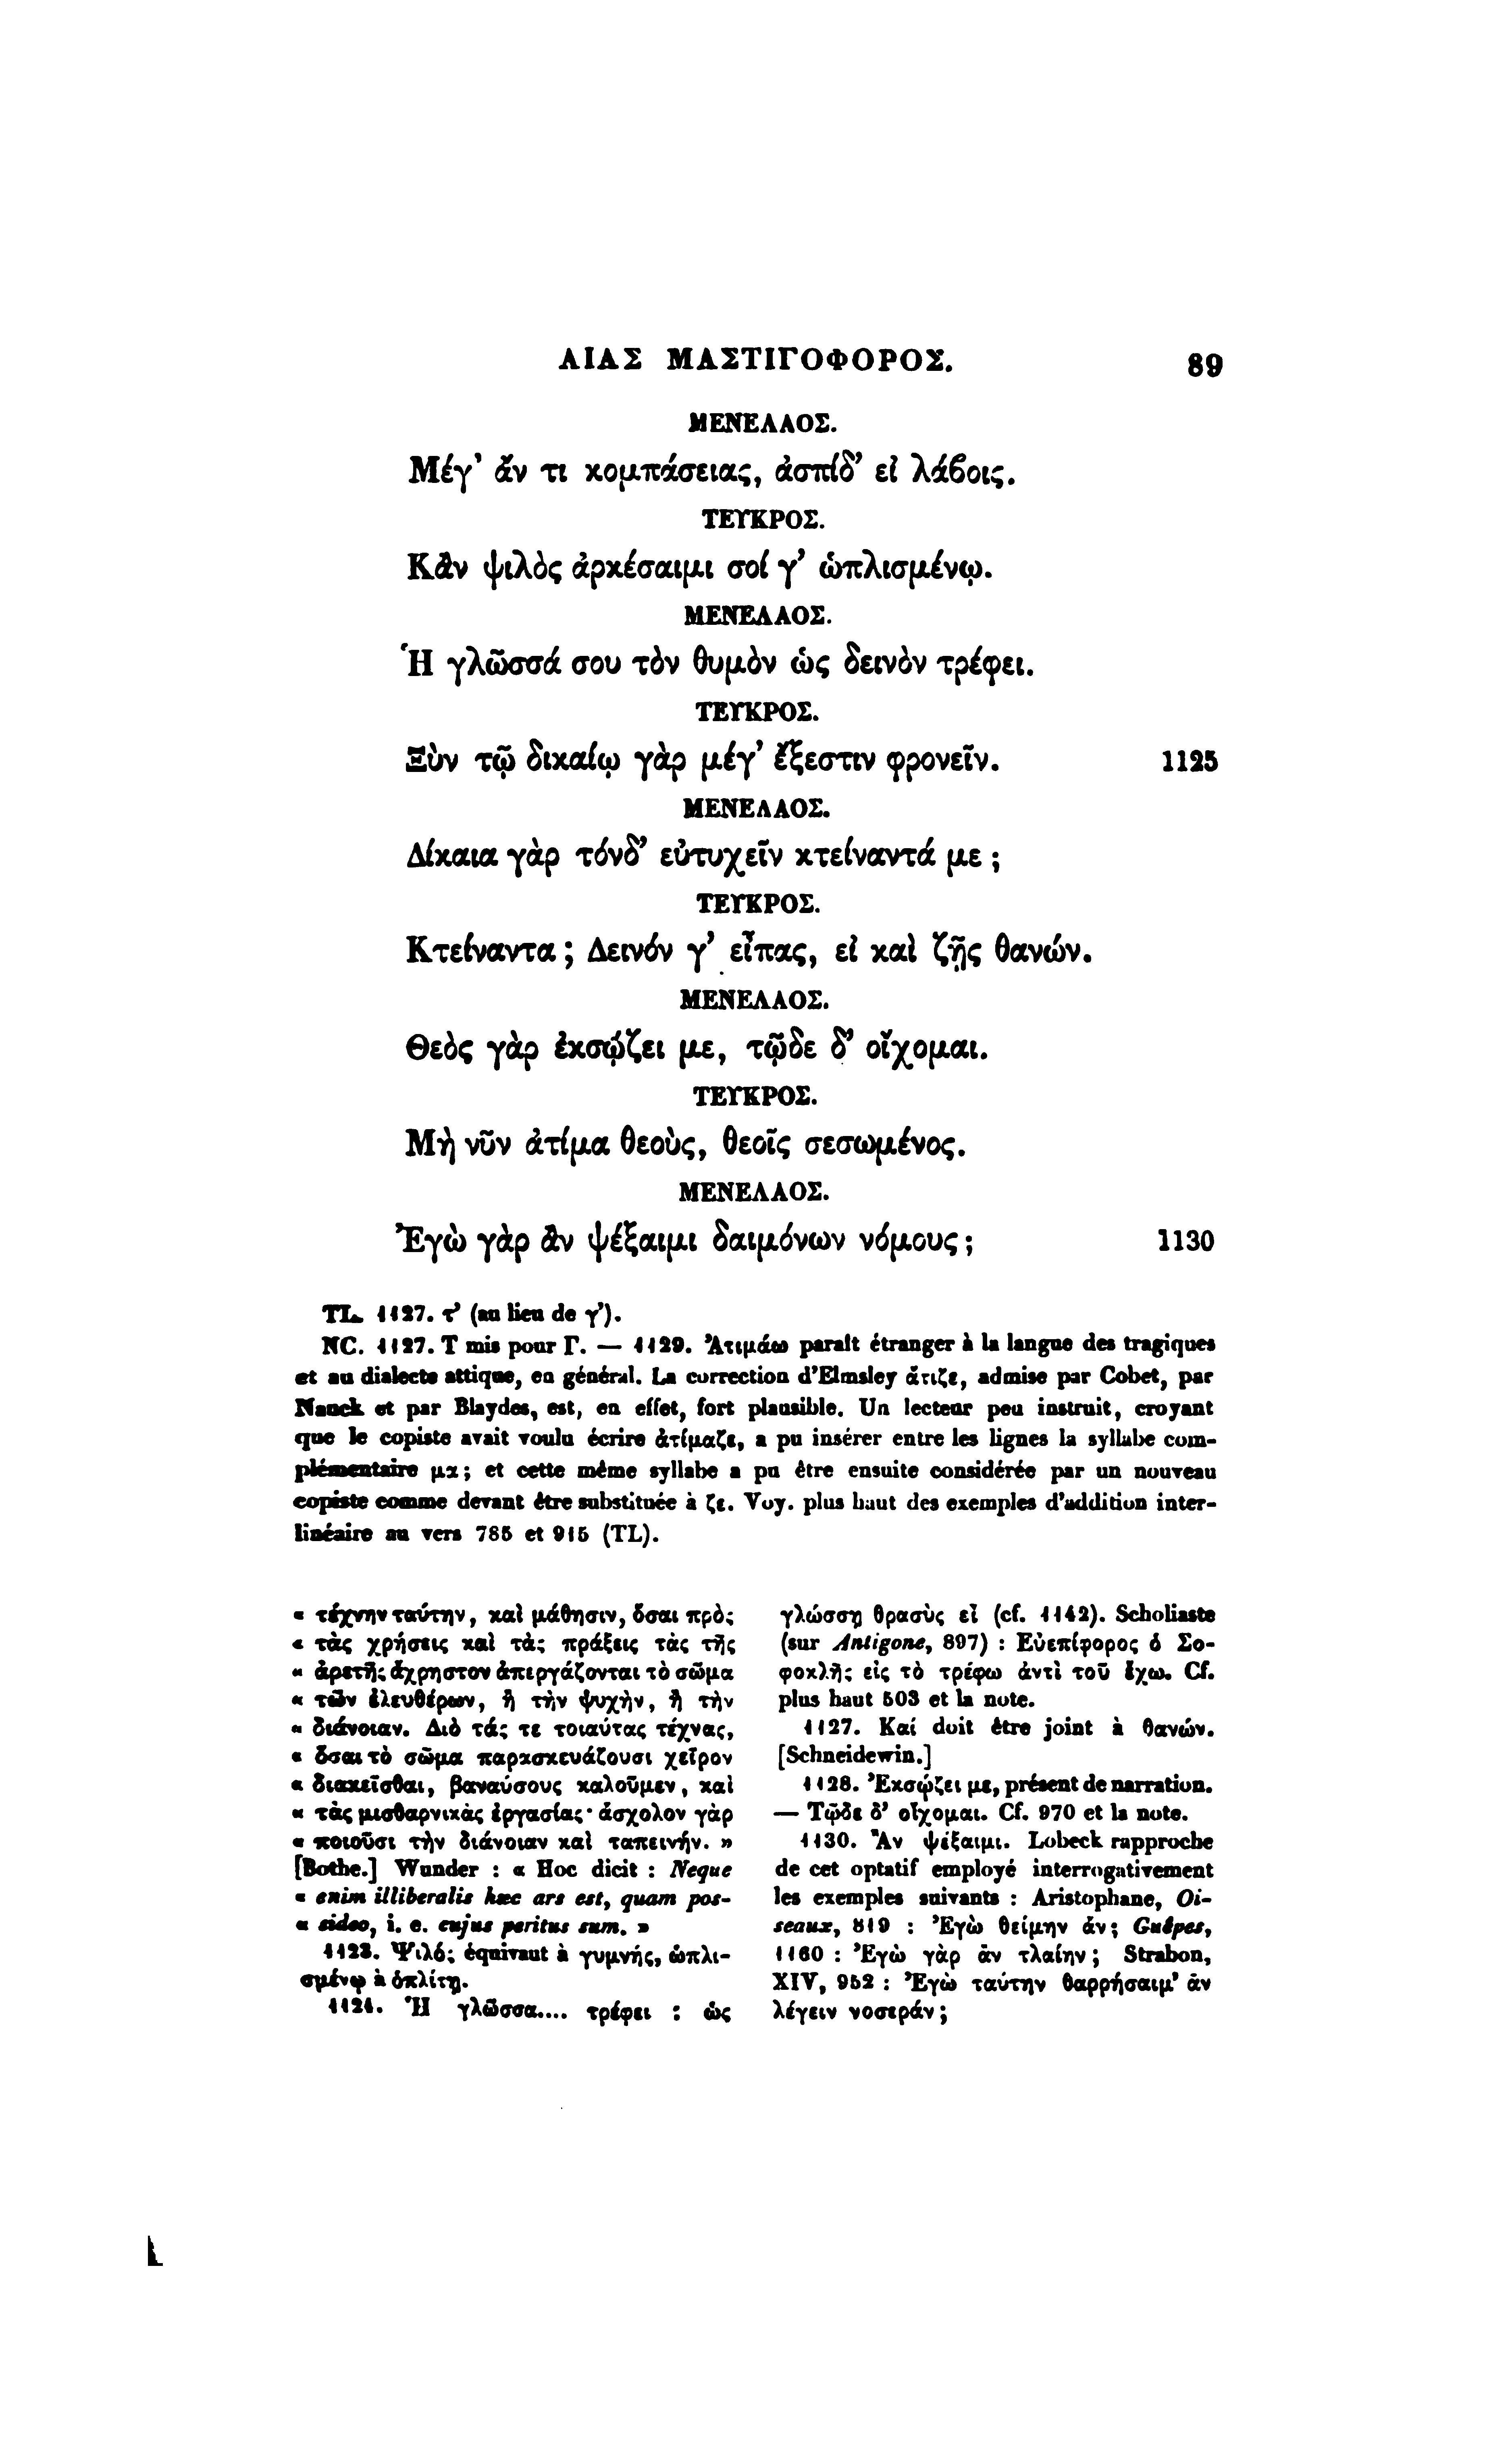 ΑΙΑΣ ΜΑΣΤΙΓΟΦΟΡΟΣ. 89
ΜΕΝΕΛΑΟΣ.
Μέγ' ἄν τι κομπάσειας, ἀσπίδ' εἰ λάϐοις.
ΤΕΥΚΡΟΣ.
Κἂν ψιλὸς ἀρκέσαιμι σοί γ' ὡπλισμένῳ.
ΜΕΝΕΛΑΟΣ.
Ἡ γλῶσσά σου τὸν θυμὸν ὡς δεινὸν τρέφει.
ΤΕΥΚΡΟΣ.
Ξὺν τῷ δικαίῳ γὰρ μέγ' ἔξεστιν φρονεῖν. 1125
ΜΕΝΕΛΑΟΣ.
Δίκαια γὰρ τόνδ' εὐτυχεῖν κτείναντά με ;
ΤΕΥΚΡΟΣ.
Κτείναντα ; Δεινόν γ' εἶπας, εἰ καὶ ζῇς θανών.
ΜΕΝΕΛΑΟΣ.
Θεὸς γὰρ ἐκσῴζει με, τῷδε δ' οἴχομαι.
ΤΕΥΚΡΟΣ.
Μὴ νῦν ἀτίμα θεοὺς, θεοῖς σεσωμένος.
ΜΕΝΕΛΑΟΣ.
Ἐγὼ γὰρ ἂν ψέξαιμι δαιμόνων νόμους ; 1130
TL. 1127. τ' (au lieu de γ').
NC. 1127. Τ mis pour Γ. — 1129. Ἀτιμάω paraît étranger à la langue des tragiques
et au dialecte attique, en général. La correction d'Elmsley ἄτιζε, admise par Cobet, par
Nauck et par Blaydes, est, en effet, fort plausible. Un lecteur peu instruit, croyant
que le copiste avait voulu écrire ἀτίμαζε, a pu insérer entre les lignes la syllabe com-
plémentaire μα ; et cette même syllabe a pu être ensuite considérée par un nouveau
copiste comme devant être substituée à ζε. Voy. plus haut des exemples d'addition inter-
linéaire au vers 785 et 915 (TL).
« τέχνην ταύτην, καὶ μάθησιν, ὅσαι πρὸς
« τὰς χρήσεις καὶ τὰς πράξεις τὰς τῆς
« ἀρετῆς ἄχρηστον ἀπεργάζονται τὸ σῶμα
« τῶν ἐλευθέρων, ἢ τὴν ψυχὴν, ἢ τὴν
« διάνοιαν. Διὸ τάς τε τοιαύτας τέχνας,
« ὅσαι τὸ σῶμα παρασκευάζουσι χεῖρον
« διακεῖσθαι, βαναύσους καλοῦμεν, καὶ
« τὰς μισθαρνικὰς ἐργασίας· ἄσχολον γὰρ
« ποιοῦσι τὴν διάνοιαν καὶ ταπεινήν. »
[Bothe.] Wunder : « Hoc dicit : Neque
« enim illiberalis hæc ars est, quam pos-
« sideo, i. e. cujus peritus sum. »
1123. Ψιλός équivaut à γυμνής, ὡπλι-
σμένῳ à ὁπλίτῃ.
1124. Ἡ γλῶσσα.... τρέφει : ὡς
γλώσσῃ θρασὺς εἶ (cf. 1142). Scholiaste
(sur Antigone, 897) : Εὐεπίφορος ὁ Σο-
φοκλῆς εἰς τὸ τρέφω ἀντὶ τοῦ ἔχω. Cf.
plus haut 503 et la note.
1127. Καί doit être joint à θανών.
[Schneidewin.]
1128. Ἐκσῴζει με, présent de narration.
— Τῷδε δ' οἴχομαι. Cf. 970 et la note.
1130. Ἂν ψέξαιμι. Lobeck rapproche
de cet optatif employé interrogativement
les exemples suivants : Aristophane, Oi-
seaux, 819 : Ἐγὼ θείμην ἄν ; Guêpes,
1160 : Ἐγὼ γὰρ ἂν τλαίην ; Strabon,
XIV, 952 : Ἐγὼ ταύτην θαρρήσαιμ' ἂν
λέγειν νοσεράν ;